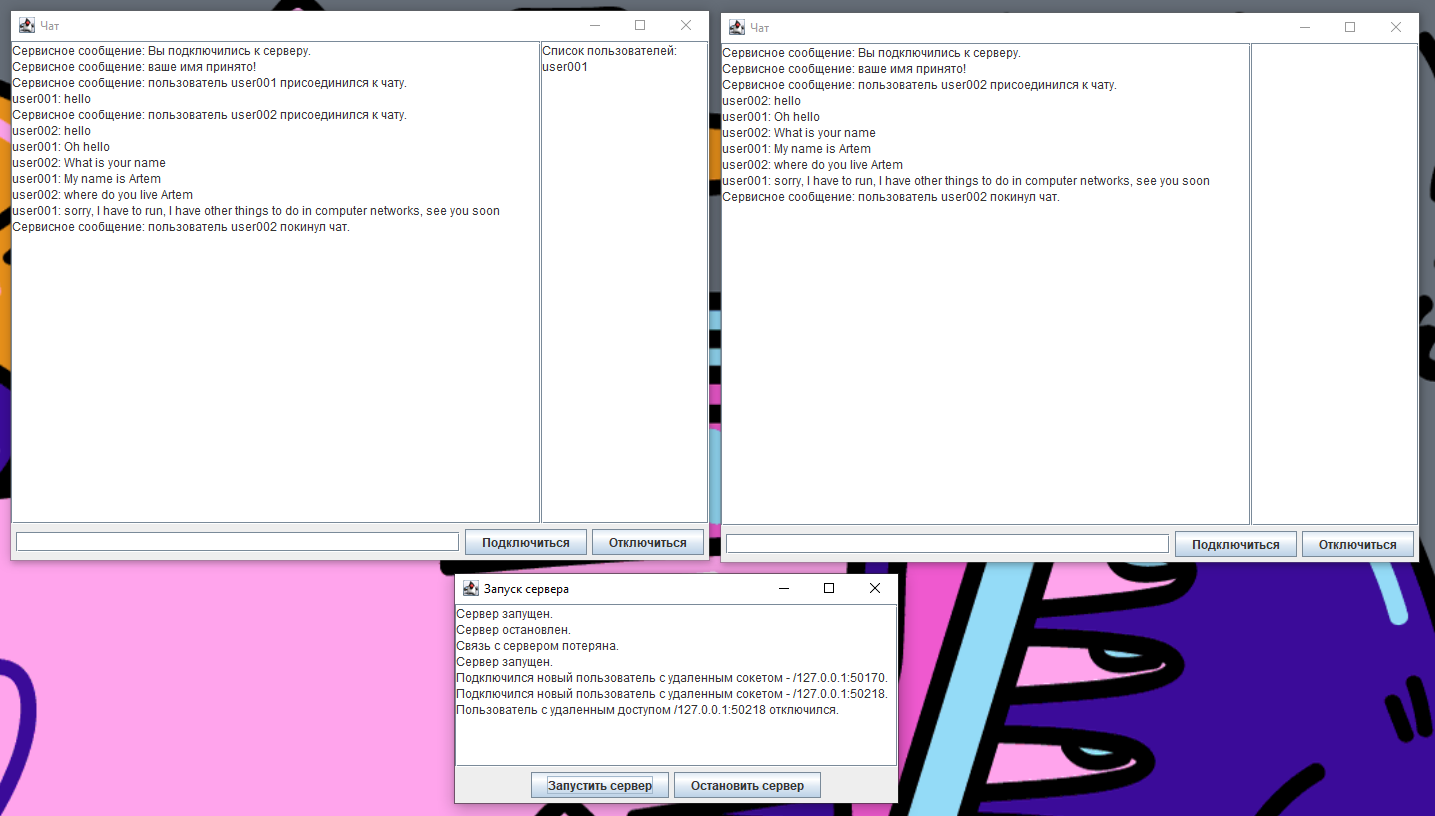 Чат
Сервисное сообщение: Вы подключились к серверу.
Сервисное сообщение: ваше имя принято!
Сервисное сообщение: пользователь user001 присоединился к чату.
user001: hello
Сервисное сообщение: пользователь user002 присоединился к чату.
user002: hello
user001: Oh hello
user002: What is your name
user001: My name is Artem
user002: where do you live Artem
user001: sorry, I have to run, I have other things to do in computer networks, see you soon
Сервисное сообщение: пользователь user002 покинул чат.
Список пользователей:
user001
Подключиться
Отключиться
Чат
Сервисное сообщение: Вы подключились к серверу.
Сервисное сообщение: ваше имя принято!
Сервисное сообщение: пользователь user002 присоединился к чату.
user002: hello
user001: Oh hello
user002: What is your name
user001: My name is Artem
user002: where do you live Artem
user001: sorry, I have to run, I have other things to do in computer networks, see you soon
Сервисное сообщение: пользователь user002 покинул чат.
Подключиться
Отключиться
Запуск сервера
Сервер запущен.
Сервер остановлен.
Связь с сервером потеряна.
Сервер запущен.
Подключился новый пользователь с удаленным сокетом - /127.0.0.1:50170.
Подключился новый пользователь с удаленным сокетом - /127.0.0.1:50218.
Пользователь с удаленным доступом /127.0.0.1:50218 отключился.
Запустить сервер
Остановить сервер